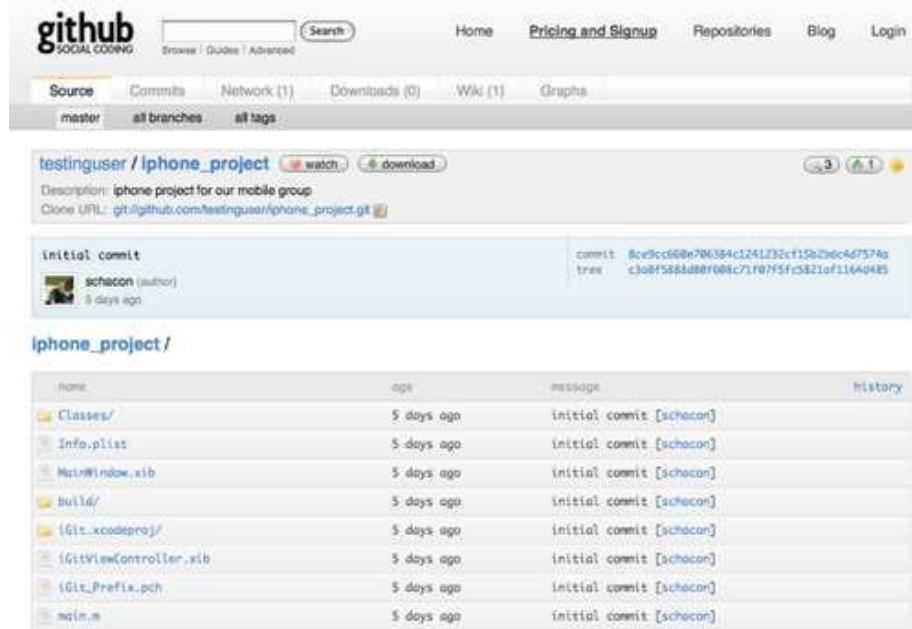 github
SOCIAL CODING
Search
Browse | Guides | Advanced
Home Pricing and Signup Repositories Blog Login
Source Commits Network (1) Downloads (0) Wiki (1) Graphs
master all branches all tags
testinguser / iphone_project watch download 3 1
Description: iphone project for our mobile group
Clone URL: git://github.com/testinguser/iphone_project.git
initial commit
schacon (author)
5 days ago
commit
tree
iphone_project /
name age message history
Classes/ 5 days ago initial commit [schacon]
Info.plist 5 days ago initial commit [schacon]
MainWindow.xib 5 days ago initial commit [schacon]
build/ 5 days ago initial commit [schacon]
iGit.xcodeproj/ 5 days ago initial commit [schacon]
iGitViewController.xib 5 days ago initial commit [schacon]
iGit_Prefix.pch 5 days ago initial commit [schacon]
main.m 5 days ago initial commit [schacon]